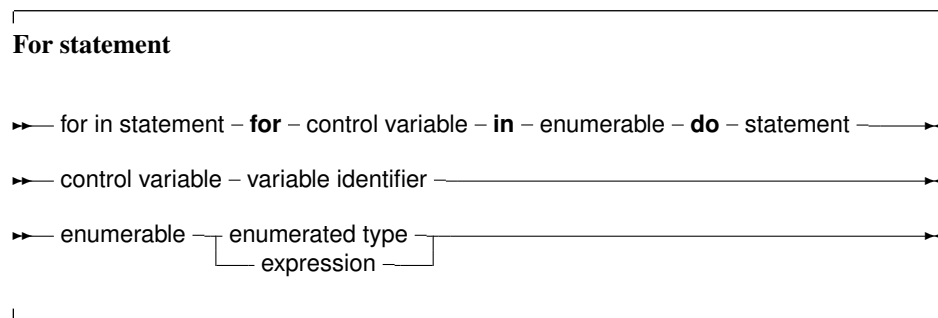 For statement
for in statement – for – control variable – in – enumerable – do – statement
control variable – variable identifier
enumerable enumerated type
expression